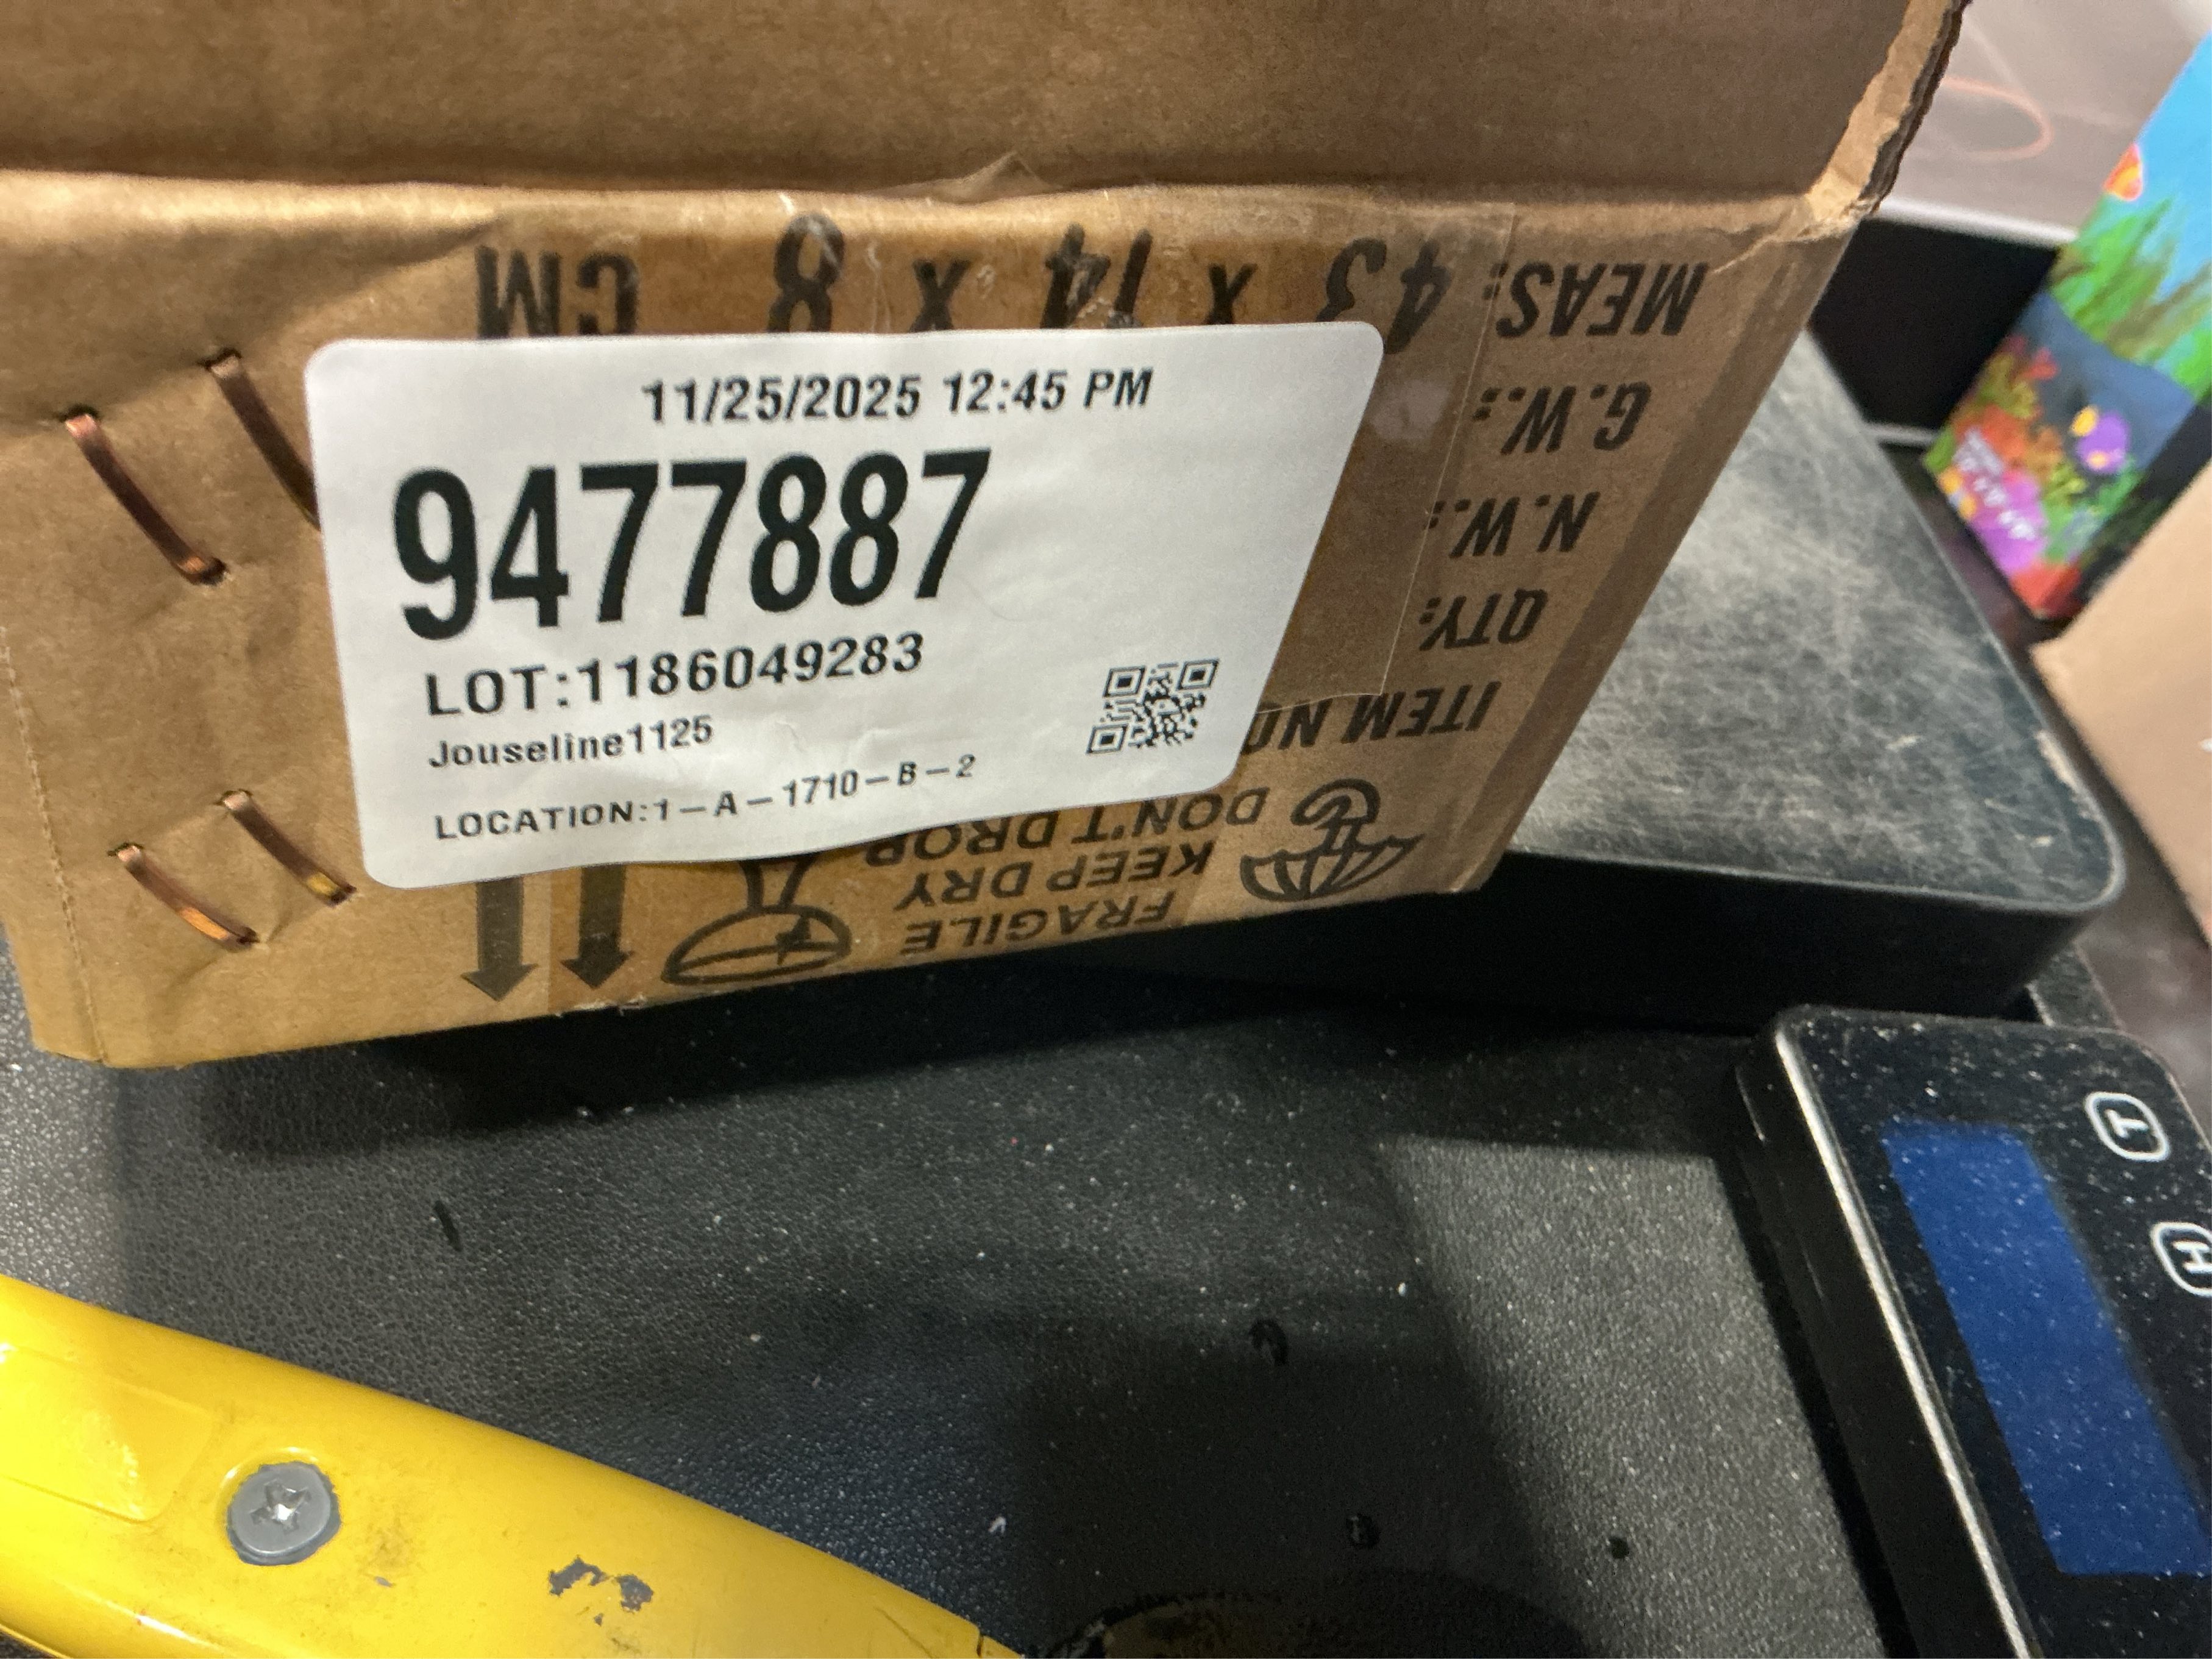 11/25/2025 12:45 PM
9477887
LOT:1186049283
Jouseline1125
LOCATION:1-A-1710-B-2
FRAGILE
KEEP DRY
DON'T DROP
ITEM NO
QTY:
N.W.:
G.W.:
MEAS: 43 x 14 x 8 CM
T
H